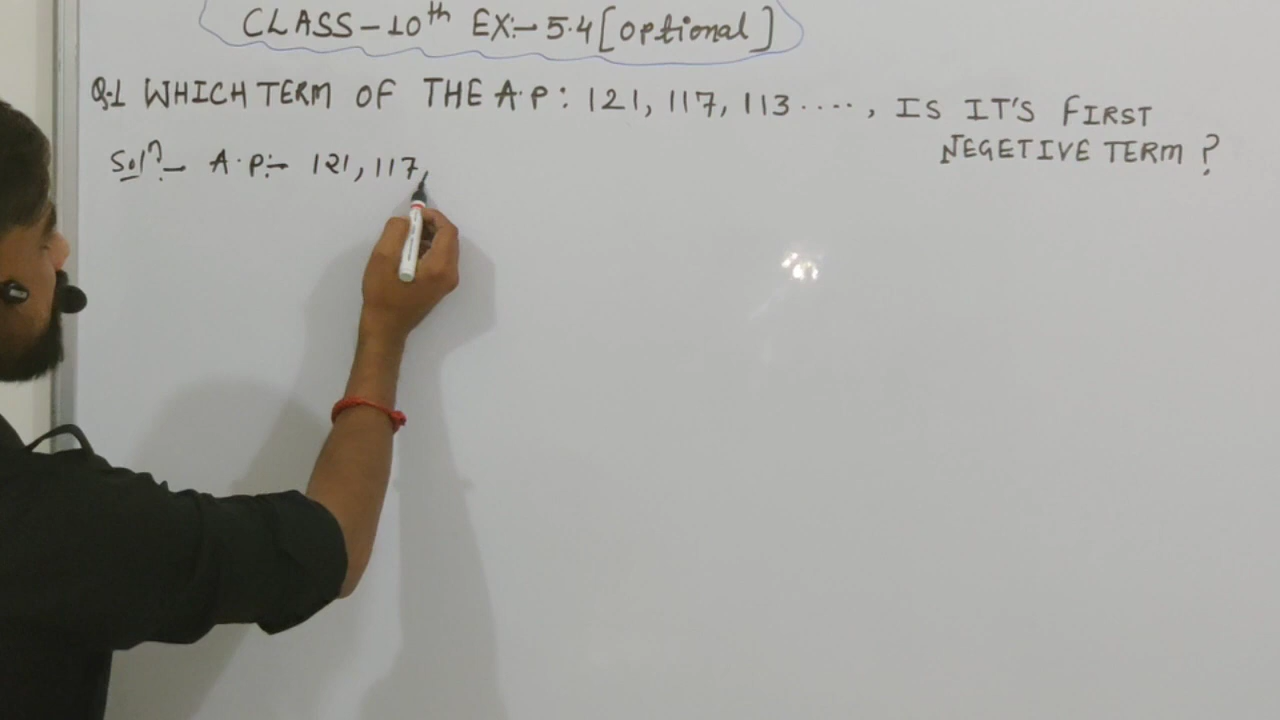 CLASS-10th EX:- 5.4 [optional]
Q.1 WHICH TERM OF THE A.P: 121, 117, 113...., IS IT'S FIRST
NEGETIVE TERM ?
Soln:- A.P:- 121, 117,